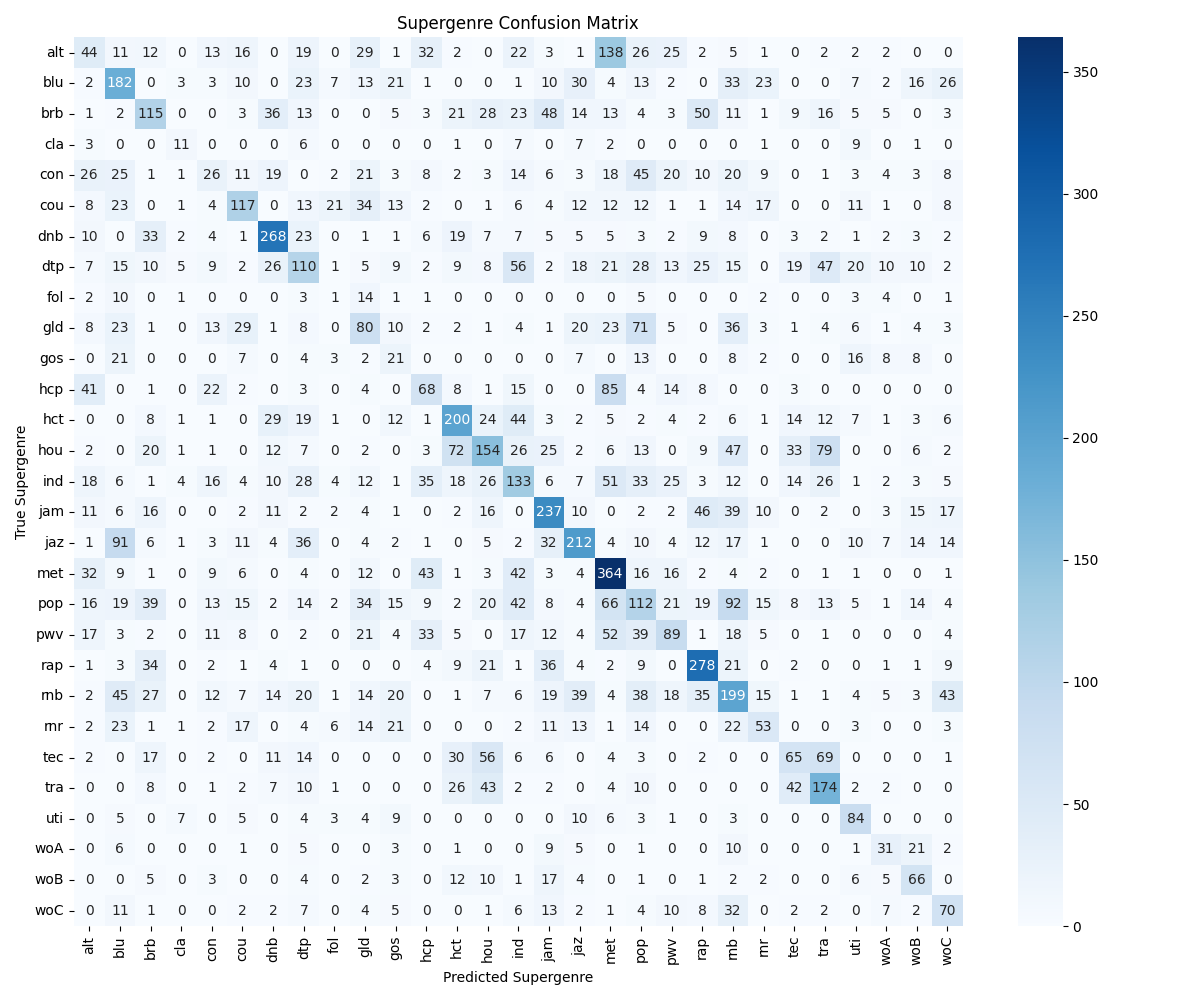 Supergenre Confusion Matrix
True Supergenre
alt 44 11 12 0 13 16 0 19 0 29 1 32 2 0 22 3 1 138 26 25 2 5 1 0 2 2 2 0 0
blu 2 182 0 3 3 10 0 23 7 13 21 1 0 0 1 10 30 4 13 2 0 33 23 0 0 7 2 16 26
brb 1 2 115 0 0 3 36 13 0 0 5 3 21 28 23 48 14 13 4 3 50 11 1 9 16 5 5 0 3
cla 3 0 0 11 0 0 0 6 0 0 0 0 1 0 7 0 7 2 0 0 0 0 1 0 0 9 0 1 0
con 26 25 1 1 26 11 19 0 2 21 3 8 2 3 14 6 3 18 45 20 10 20 9 0 1 3 4 3 8
cou 8 23 0 1 4 117 0 13 21 34 13 2 0 1 6 4 12 12 12 1 1 14 17 0 0 11 1 0 8
dnb 10 0 33 2 4 1 268 23 0 1 1 6 19 7 7 5 5 5 3 2 9 8 0 3 2 1 2 3 2
dtp 7 15 10 5 9 2 26 110 1 5 9 2 9 8 56 2 18 21 28 13 25 15 0 19 47 20 10 10 2
fol 2 10 0 1 0 0 0 3 1 14 1 1 0 0 0 0 0 0 5 0 0 0 2 0 0 3 4 0 1
gld 8 23 1 0 13 29 1 8 0 80 10 2 2 1 4 1 20 23 71 5 0 36 3 1 4 6 1 4 3
gos 0 21 0 0 0 7 0 4 3 2 21 0 0 0 0 0 7 0 13 0 0 8 2 0 0 16 8 8 0
hcp 41 0 1 0 22 2 0 3 0 4 0 68 8 1 15 0 0 85 4 14 8 0 0 3 0 0 0 0 0
hct 0 0 8 1 1 0 29 19 1 0 12 1 200 24 44 3 2 5 2 4 2 6 1 14 12 7 1 3 6
hou 2 0 20 1 1 0 12 7 0 2 0 3 72 154 26 25 2 6 13 0 9 47 0 33 79 0 0 6 2
ind 18 6 1 4 16 4 10 28 4 12 1 35 18 26 133 6 7 51 33 25 3 12 0 14 26 1 2 3 5
jam 11 6 16 0 0 2 11 2 2 4 1 0 2 16 0 237 10 0 2 2 46 39 10 2 0 0 3 15 17
jaz 1 91 6 1 3 11 4 36 0 4 2 1 0 5 2 32 212 4 10 4 12 17 1 0 0 10 7 14 14
met 32 9 1 0 9 6 0 4 0 12 0 43 1 3 42 3 4 364 16 16 2 4 2 0 1 1 0 0 1
pop 16 19 39 0 13 15 2 14 2 34 15 9 2 20 42 8 4 66 112 21 19 92 15 8 13 5 1 14 4
pwv 17 3 2 0 11 8 0 2 0 21 4 33 5 0 17 12 4 52 39 89 1 18 5 0 1 0 0 0 4
rap 1 3 34 0 2 1 4 1 0 0 0 4 9 21 1 36 4 2 9 0 278 21 0 2 0 0 1 1 9
rnb 2 45 27 0 12 7 14 20 1 14 20 0 1 7 6 19 39 0 38 18 35 199 15 1 1 4 5 3 43
rnr 2 23 1 1 2 17 0 4 6 14 21 0 0 0 2 11 13 1 14 0 0 22 53 0 0 3 0 0 3
tec 2 0 17 0 2 0 11 14 0 0 0 0 30 56 6 6 0 4 3 0 2 0 0 65 69 0 0 0 1
tra 0 0 8 0 1 2 7 10 1 0 0 0 26 43 2 2 0 4 10 0 0 0 0 42 174 2 2 0 0
uti 0 5 0 7 0 5 0 4 3 4 9 0 0 0 0 0 10 6 3 1 0 3 0 0 0 84 0 0 0
woA 0 6 0 0 0 1 0 5 0 0 3 0 1 0 0 9 5 0 1 0 0 10 0 0 0 1 31 21 2
woB 0 0 5 0 3 0 0 4 0 2 3 0 12 10 1 17 4 0 1 0 1 2 2 0 0 6 5 66 0
woC 0 11 1 0 0 2 2 7 0 4 5 0 0 1 6 13 2 1 4 10 8 32 0 2 2 0 7 2 70
alt blu brb cla con cou dnb dtp fol gld gos hcp hct hou ind jam jaz met pop pwv rap rnb rnr tec tra uti woA woB woC
Predicted Supergenre
350
300
250
200
150
100
50
0